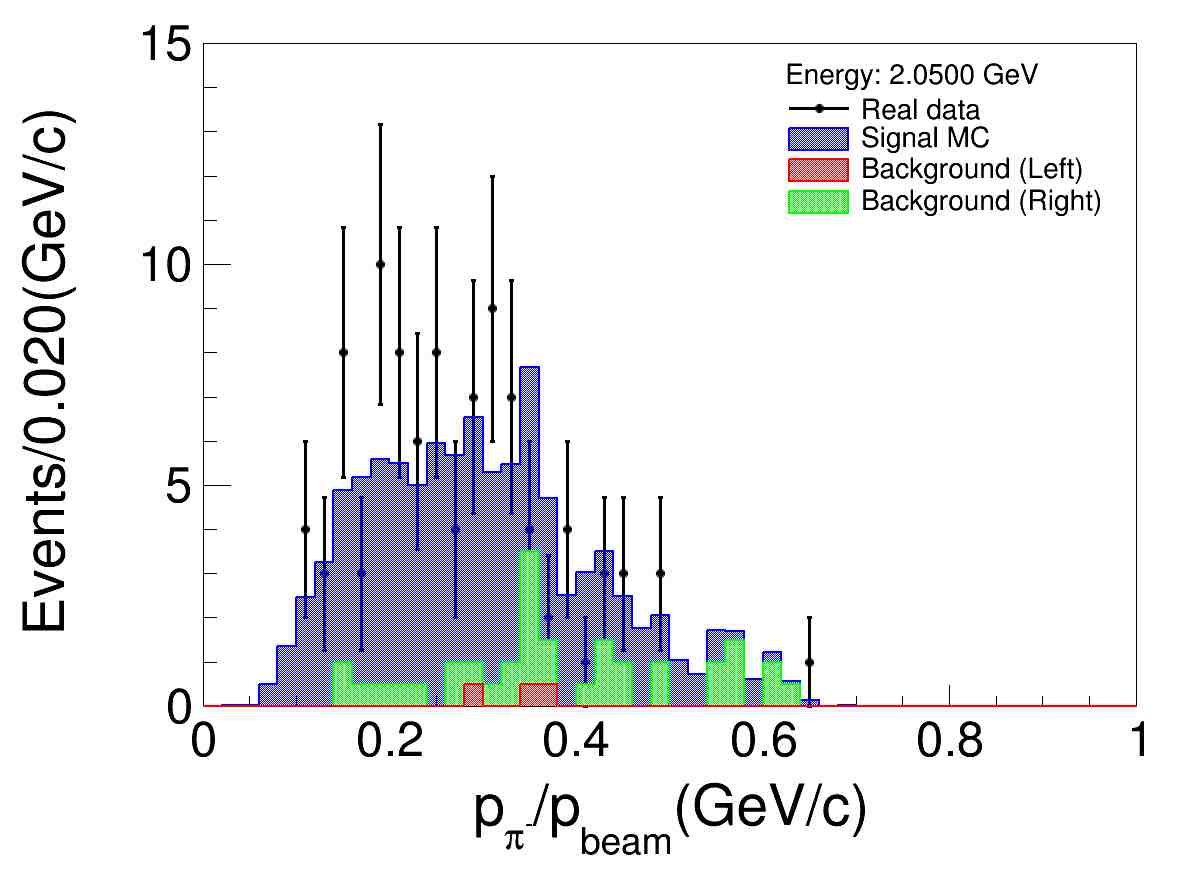 Events/0.020(GeV/c)
15
10
5
0
Energy: 2.0500 GeV
Real data
Signal MC
Background (Left)
Background (Right)
0 0.2 0.4 0.6 0.8 1
pπ-/pbeam(GeV/c)